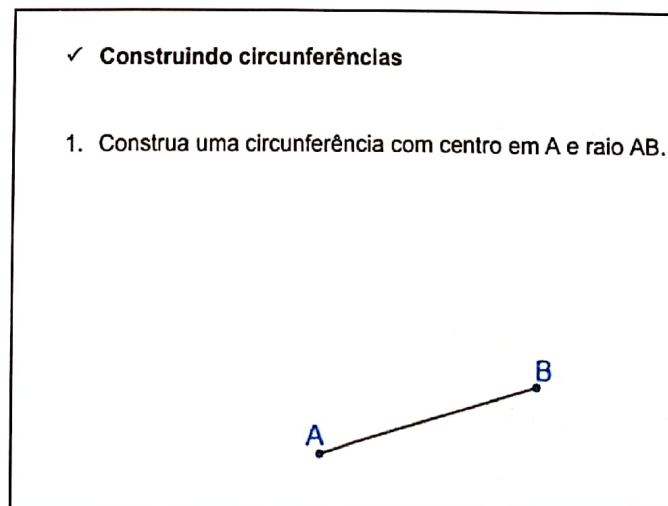 ✓ Construindo circunferências
1. Construa uma circunferência com centro em A e raio AB.
B
A